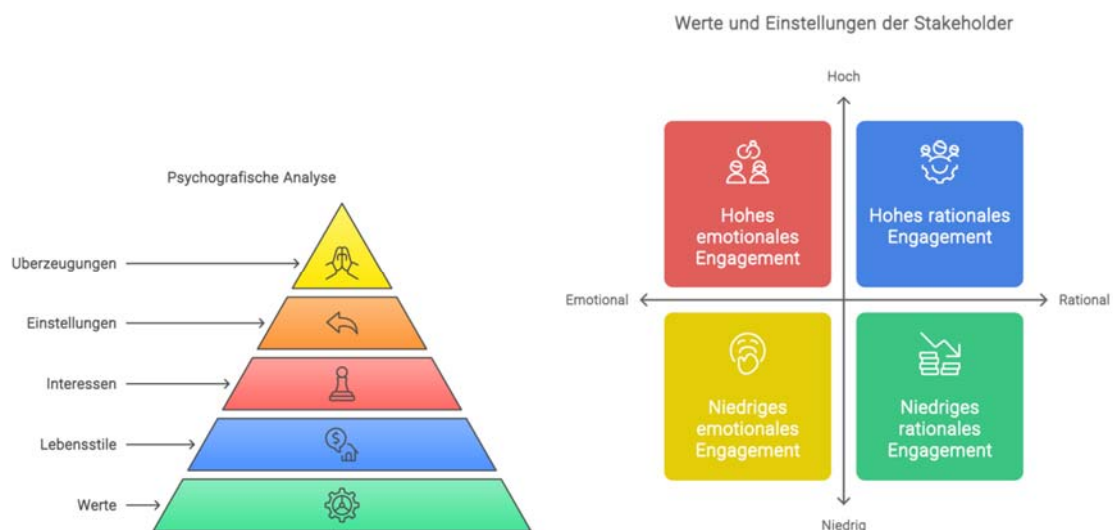 Psychografische Analyse
Uberzeugungen
Einstellungen
Interessen
Lebensstile
Werte
Werte und Einstellungen der Stakeholder
Hoch
Hohes
emotionales
Engagement
Hohes rationales
Engagement
Emotional
Rational
Niedriges
emotionales
Engagement
Niedriges
rationales
Engagement
Niedrig